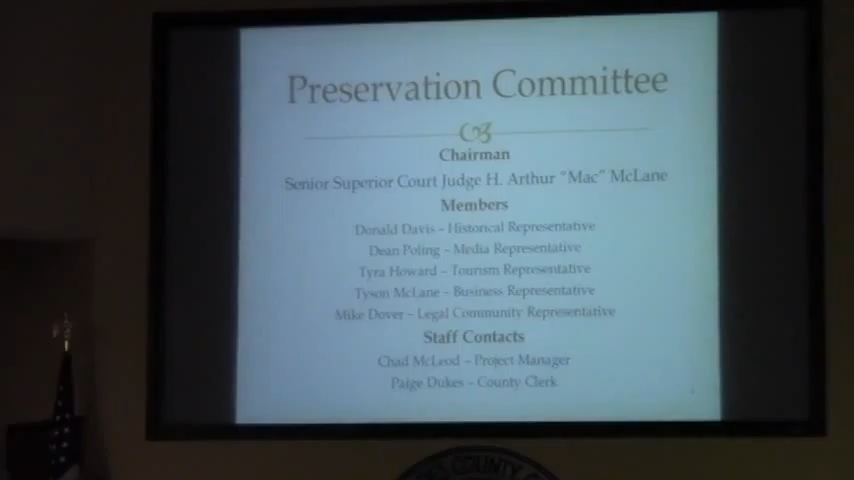 Preservation Committee
Chairman
Senior Superior Court Judge H. Arthur "Mac" McLane
Members
Donald Davis – Historical Representative
Dean Poling – Media Representative
Tyra Howard – Tourism Representative
Tyson McLane – Business Representative
Mike Dover – Legal Community Representative
Staff Contacts
Chad McLeod – Project Manager
Paige Dukes – County Clerk
COUNTY